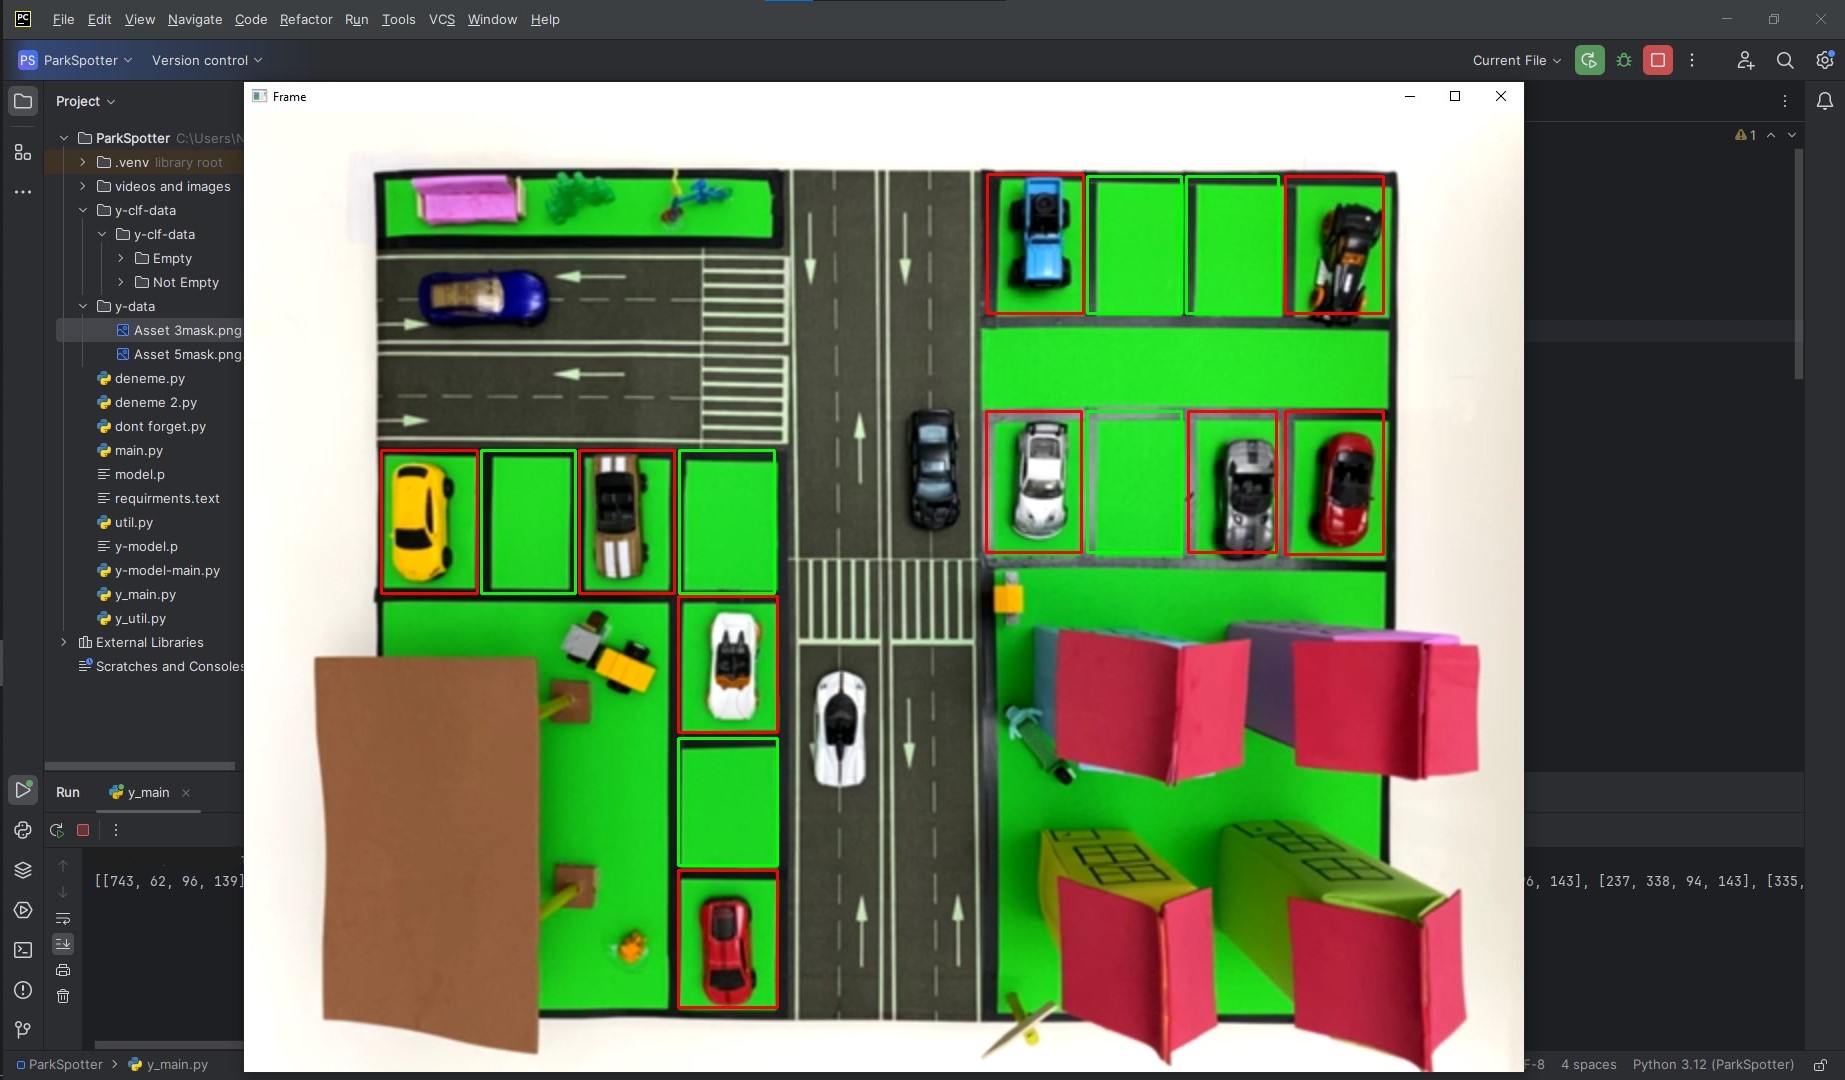 PC File Edit View Navigate Code Refactor Run Tools VCS Window Help
PS ParkSpotter Version control Current File
Project
Frame
1
ParkSpotter C:\Users\N
.venv library root
videos and images
y-clf-data
y-clf-data
Empty
Not Empty
y-data
Asset 3mask.png
Asset 5mask.png
deneme.py
deneme 2.py
dont forget.py
main.py
model.p
requirments.text
util.py
y-model.p
y-model-main.py
y_main.py
y_util.py
External Libraries
Scratches and Consoles
Run y_main
[[743, 62, 96, 139] 6, 143], [237, 338, 94, 143], [335,
ParkSpotter y_main.py F-8 4 spaces Python 3.12 (ParkSpotter)